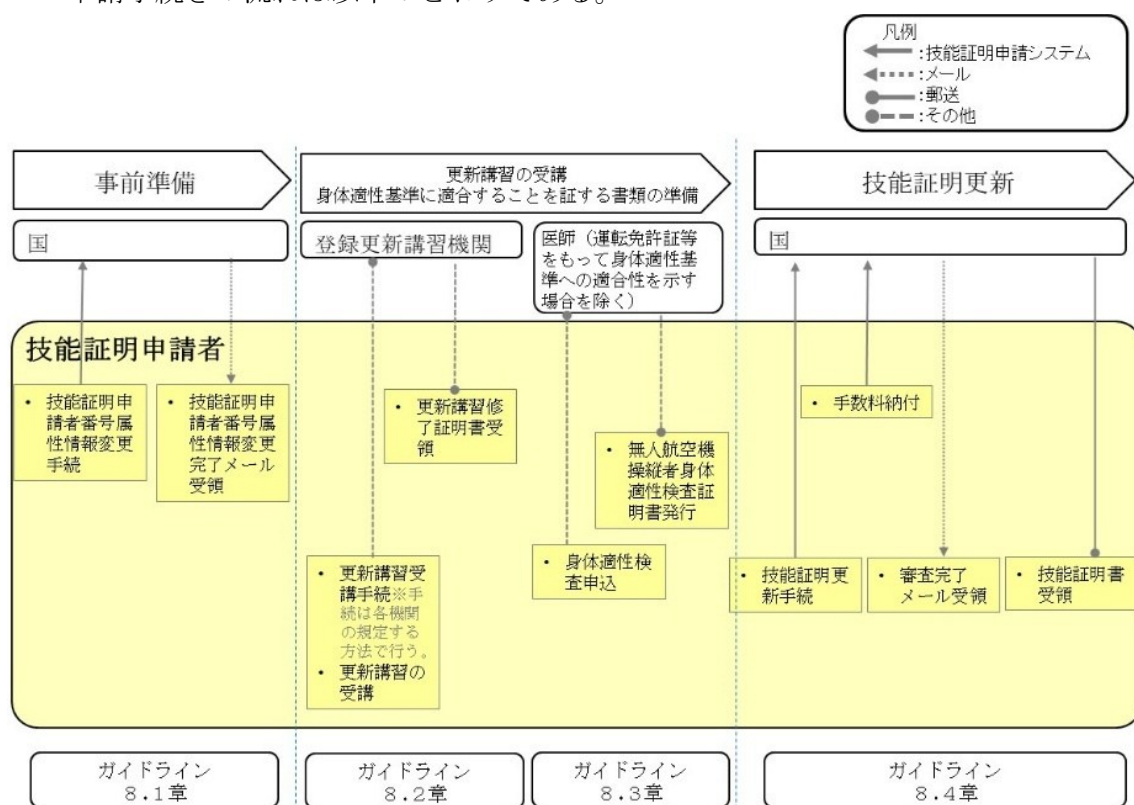 凡例
:技能証明申請システム
:メール
:郵送
:その他
事前準備
更新講習の受講
身体適性基準に適合することを証する書類の準備
技能証明更新
国
登録更新講習機関
医師（運転免許証等
をもって身体適性基
準への適合性を示す
場合を除く）
国
技能証明申請者
• 技能証明申
請者番号属
性情報変更
手続
• 技能証明申
請者番号属
性情報変更
完了メール
受領
• 更新講習修
了証明書受
領
• 更新講習受
講手続※手
続は各機関
の規定する
方法で行う。
• 更新講習の
受講
• 身体適性検
査申込
• 無人航空機
操縦者身体
適性検査証
明書発行
• 技能証明更
新手続
• 手数料納付
• 審査完了
メール受領
• 技能証明書
受領
ガイドライン
8.1章
ガイドライン
8.2章
ガイドライン
8.3章
ガイドライン
8.4章